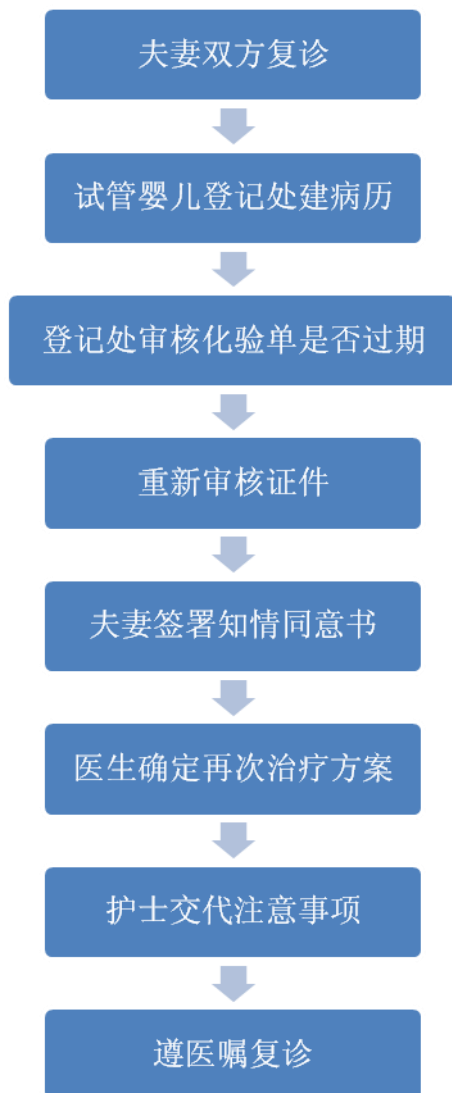 夫妻双方复诊
试管婴儿登记处建病历
登记处审核化验单是否过期
重新审核证件
夫妻签署知情同意书
医生确定再次治疗方案
护士交代注意事项
遵医嘱复诊